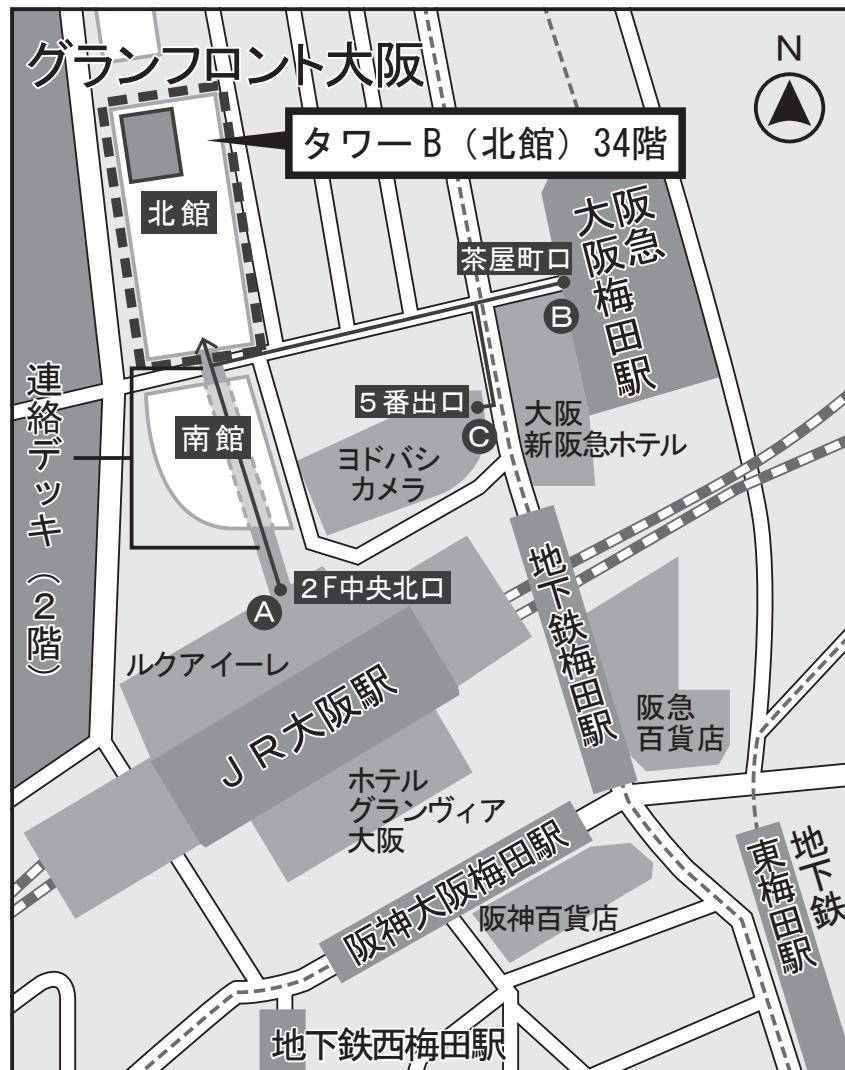 グランフロント大阪
N
タワーB（北館）34階
北館
茶屋町口
B
阪急
大阪梅田駅
連絡デッキ（2階）
南館
5番出口
C
大阪
新阪急ホテル
ヨドバシ
カメラ
2F中央北口
A
地下鉄梅田駅
ルクアイーレ
JR大阪駅
阪急
百貨店
ホテル
グランヴィア
大阪
阪神大阪梅田駅
阪神百貨店
地下鉄
東梅田駅
地下鉄西梅田駅